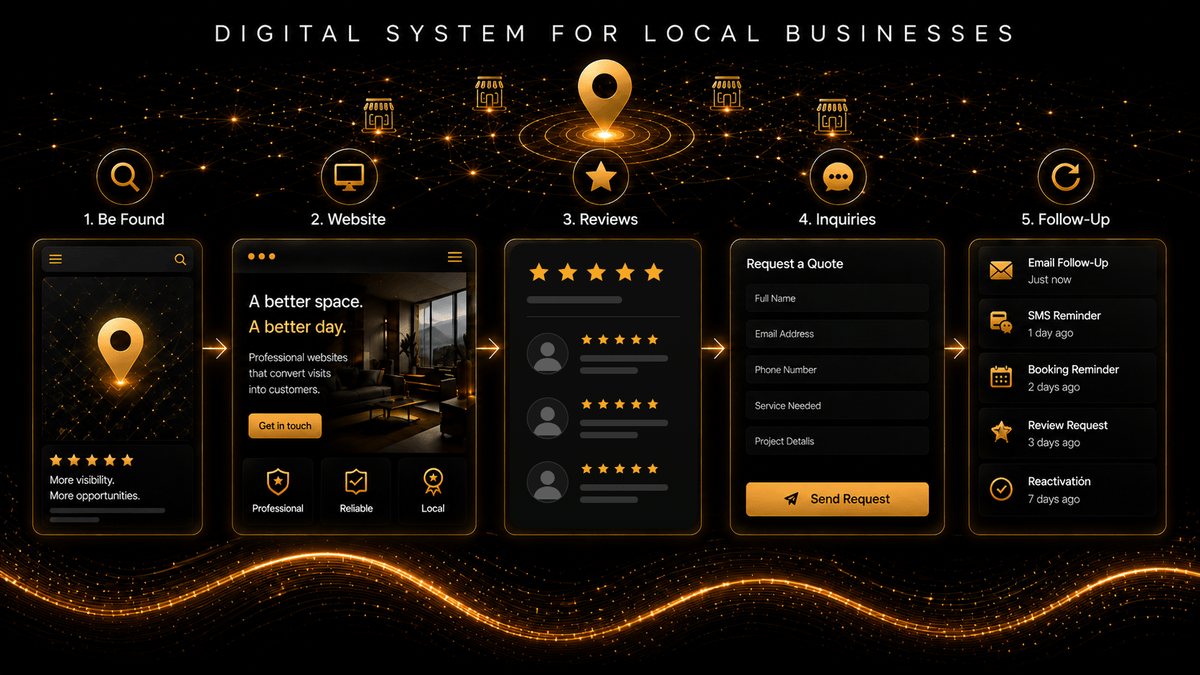 DIGITAL SYSTEM FOR LOCAL BUSINESSES
1. Be Found
2. Website
3. Reviews
4. Inquiries
5. Follow-Up
More visibility.
More opportunities.
A better space.
A better day.
Professional websites
that convert visits
into customers.
Get in touch
Professional
Reliable
Local
Request a Quote
Full Name
Email Address
Phone Number
Service Needed
Project Detalis
Send Request
Email Follow-Up
Just now
SMS Reminder
1 day ago
Booking Reminder
2 days ago
Review Request
3 days ago
Reactivatión
7 days ago